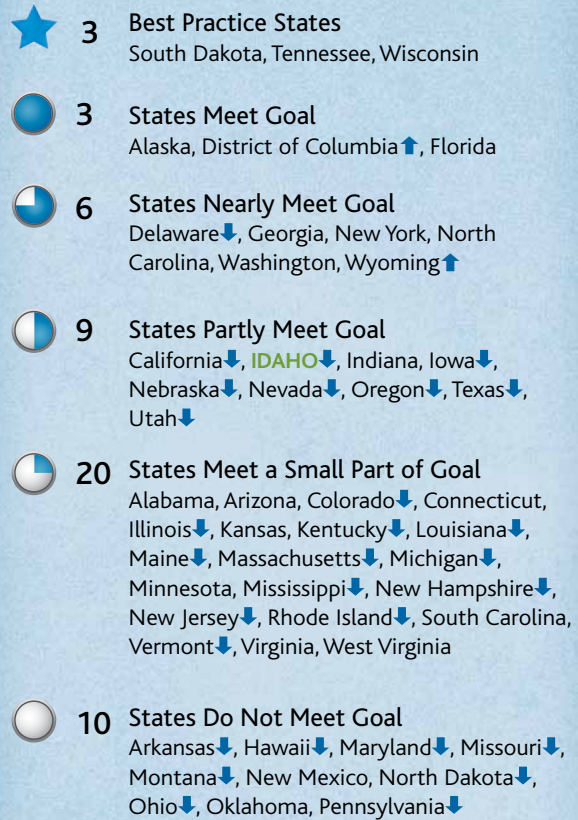 3 Best Practice States
South Dakota, Tennessee, Wisconsin
3 States Meet Goal
Alaska, District of Columbia⬆, Florida
6 States Nearly Meet Goal
Delaware⬇, Georgia, New York, North
Carolina, Washington, Wyoming⬆
9 States Partly Meet Goal
California⬇, IDAHO⬇, Indiana, Iowa⬇,
Nebraska⬇, Nevada⬇, Oregon⬇, Texas⬇,
Utah⬇
20 States Meet a Small Part of Goal
Alabama, Arizona, Colorado⬇, Connecticut,
Illinois⬇, Kansas, Kentucky⬇, Louisiana⬇,
Maine⬇, Massachusetts⬇, Michigan⬇,
Minnesota, Mississippi⬇, New Hampshire⬇,
New Jersey⬇, Rhode Island⬇, South Carolina,
Vermont⬇, Virginia, West Virginia
10 States Do Not Meet Goal
Arkansas⬇, Hawaii⬇, Maryland⬇, Missouri⬇,
Montana⬇, New Mexico, North Dakota⬇,
Ohio⬇, Oklahoma, Pennsylvania⬇